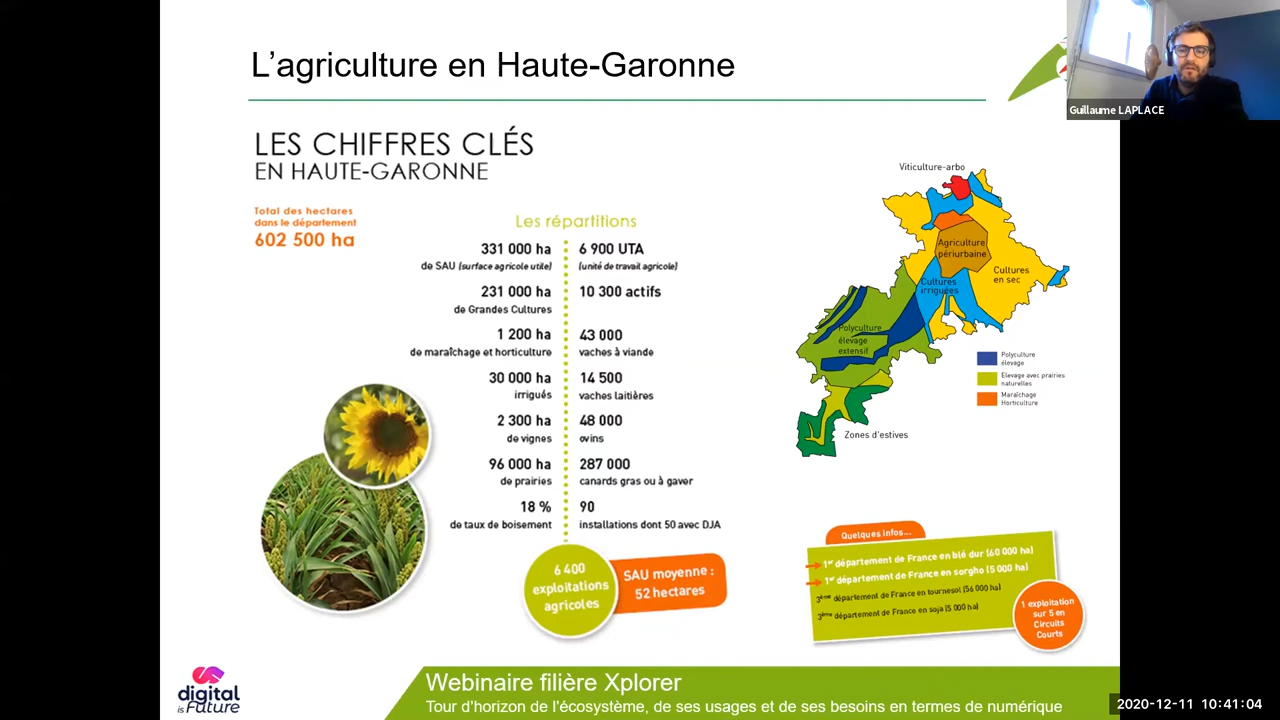 L’agriculture en Haute-Garonne
Guillaume LAPLACE
LES CHIFFRES CLÉS
EN HAUTE-GARONNE
Total des hectares
dans le département
602 500 ha
Les répartitions
331 000 ha
de SAU (surface agricole utile)
231 000 ha
de Grandes Cultures
1 200 ha
de maraîchage et horticulture
30 000 ha
irrigués
2 300 ha
de vignes
96 000 ha
de prairies
18 %
de taux de boisement
6 900 UTA
(unité de travail agricole)
10 300 actifs
43 000
vaches à viande
14 500
vaches laitières
48 000
ovins
287 000
canards gras ou à gaver
90
installations dont 50 avec DJA
6 400
exploitations
agricoles
SAU moyenne :
52 hectares
Viticulture-arbo
Agriculture
périurbaine
Cultures
en sec
Cultures
irriguées
Polyculture
élevage
extensif
Zones d'estives
Polyculture
élevage
Elevage avec prairies
naturelles
Maraîchage
Horticulture
Quelques infos...
1er département de France en blé dur (60 000 ha)
1er département de France en sorgho (5 000 ha)
3ème département de France en tournesol (56 000 ha)
3ème département de France en soja (5 000 ha)
1 exploitation
sur 5 en
Circuits
Courts
digital
is Future
Webinaire filière Xplorer
Tour d’horizon de l’écosystème, de ses usages et de ses besoins en termes de numérique
2020-12-11 10:41:04